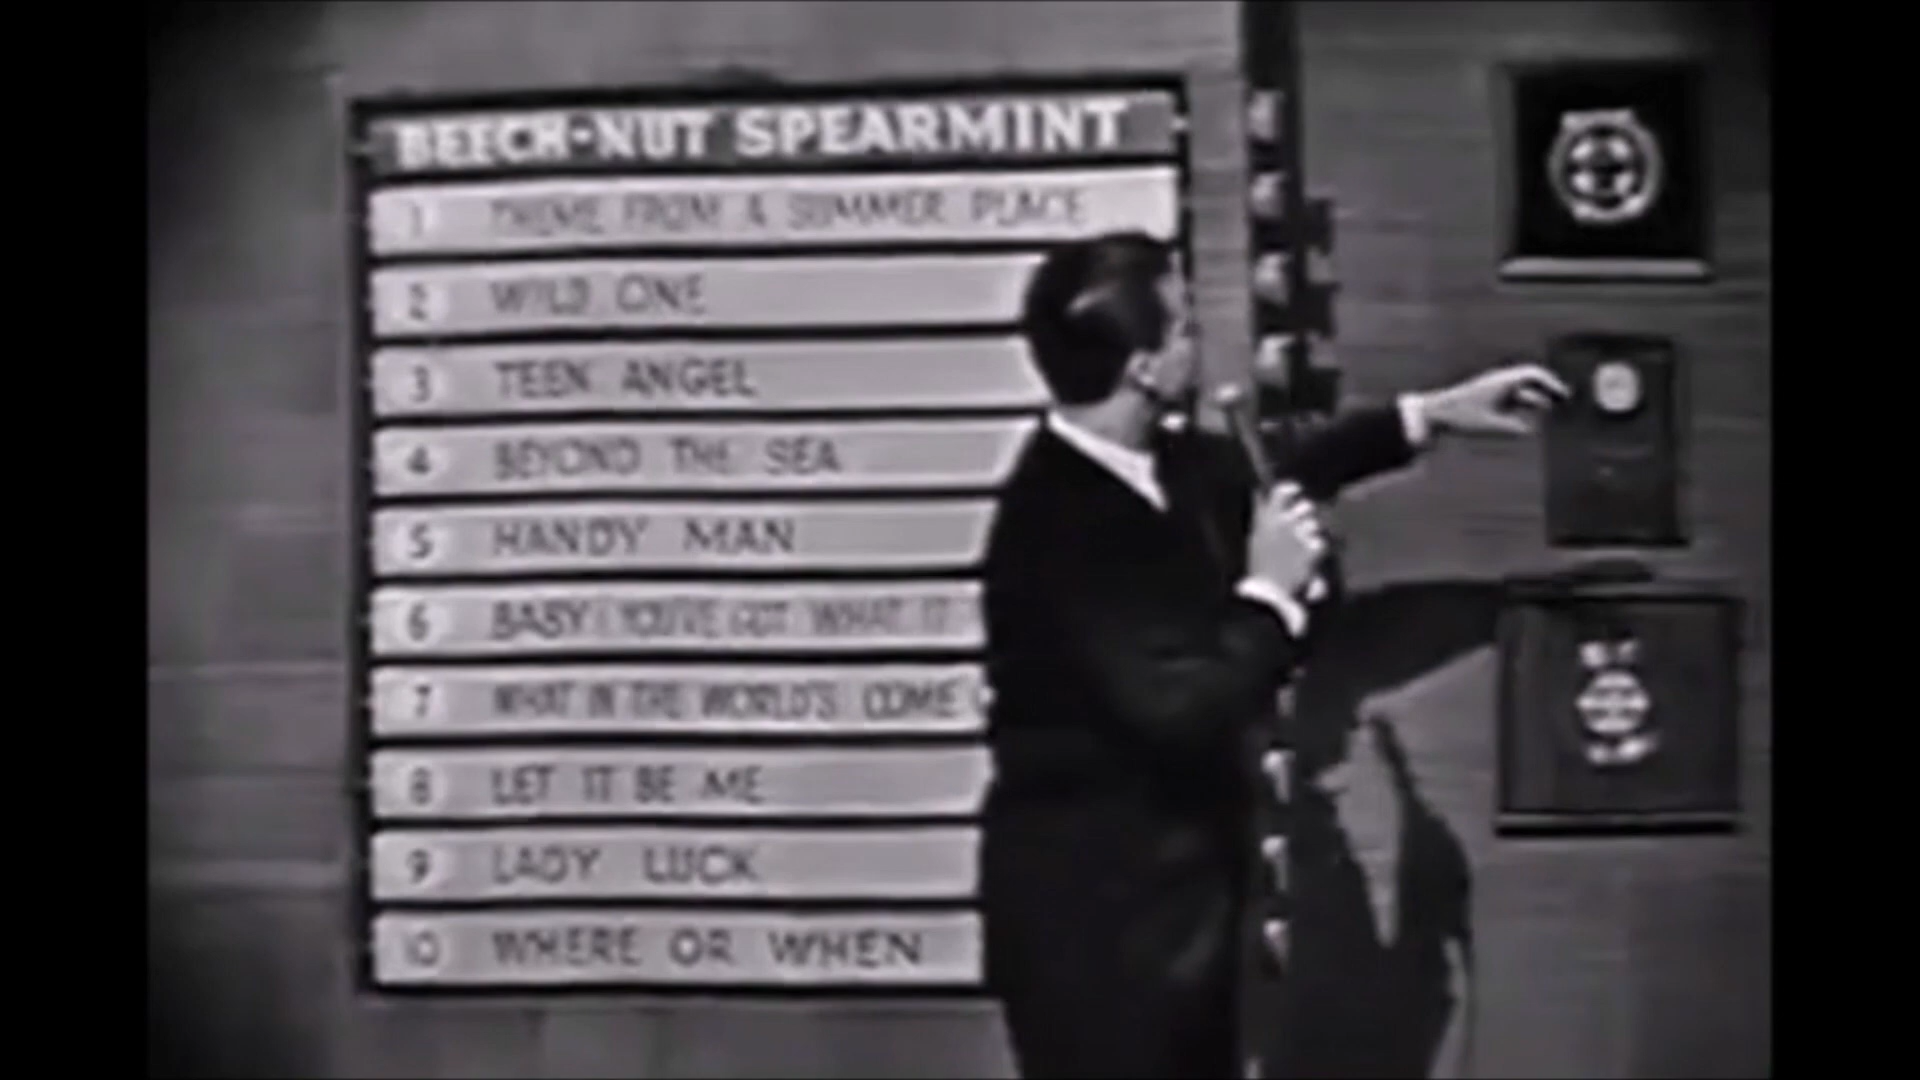 BEECH-NUT SPEARMINT
1 THEME FROM A SUMMER PLACE
2 WILD ONE
3 TEEN ANGEL
4 BEYOND THE SEA
5 HANDY MAN
6 BABY YOU'VE GOT WHAT IT
7 WHAT IN THE WORLD'S COME
8 LET IT BE ME
9 LADY LUCK
10 WHERE OR WHEN